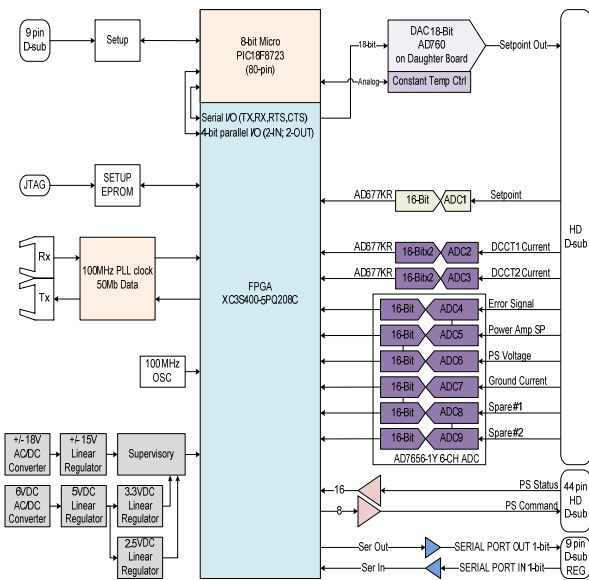 9 pin
D-sub
Setup
8-bit Micro
PIC18F8723
(80-pin)
18-bit
DAC 18-Bit
AD760
on Daughter Board
Setpoint Out
Analog
Constant Temp Ctrl
Serial I/O (TX,RX,RTS,CTS)
4-bit parallel I/O (2-IN; 2-OUT)
JTAG
SETUP
EPROM
AD677KR
16-Bit
ADC1
Setpoint
HD
D-sub
Rx
Tx
100MHz PLL clock
50Mb Data
FPGA
XC3S400-5PQ208C
AD677KR
16-Bitx2
ADC2
DCCT1 Current
AD677KR
16-Bitx2
ADC3
DCCT2 Current
16-Bit
ADC4
Error Signal
16-Bit
ADC5
Power Amp SP
16-Bit
ADC6
PS Voltage
16-Bit
ADC7
Ground Current
16-Bit
ADC8
Spare#1
16-Bit
ADC9
Spare#2
AD7656-1Y 6-CH ADC
100MHz
OSC
+/- 18V
AC/DC
Converter
+/- 15V
Linear
Regulator
Supervisory
6VDC
AC/DC
Converter
5VDC
Linear
Regulator
3.3VDC
Linear
Regulator
2.5VDC
Linear
Regulator
16
PS Status
8
PS Command
44 pin
HD
D-sub
Ser Out
SERIAL PORT OUT 1-bit
Ser In
SERIAL PORT IN 1-bit
9 pin
D-sub
REG